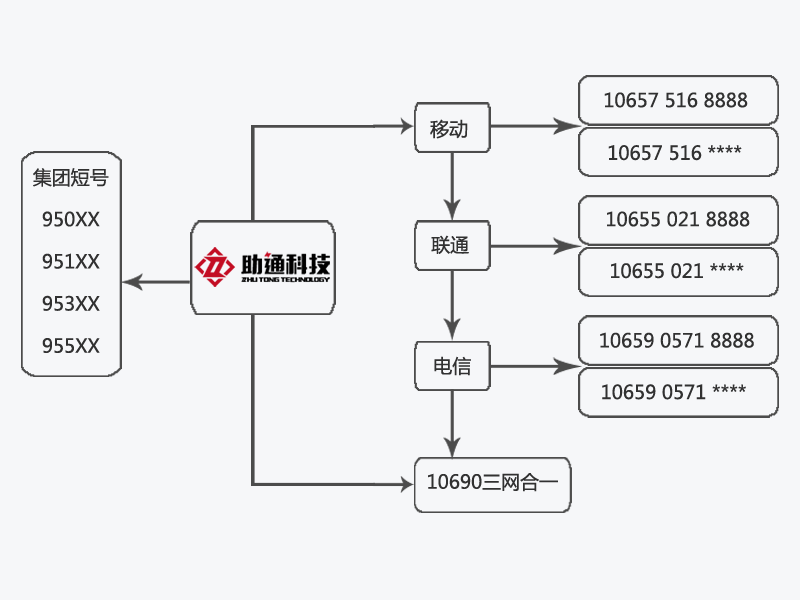 集团短号
950XX
951XX
953XX
955XX
助通科技
ZHU TONG TECHNOLOGY
移动
10657 516 8888
10657 516 ****
联通
10655 021 8888
10655 021 ****
电信
10659 0571 8888
10659 0571 ****
10690三网合一